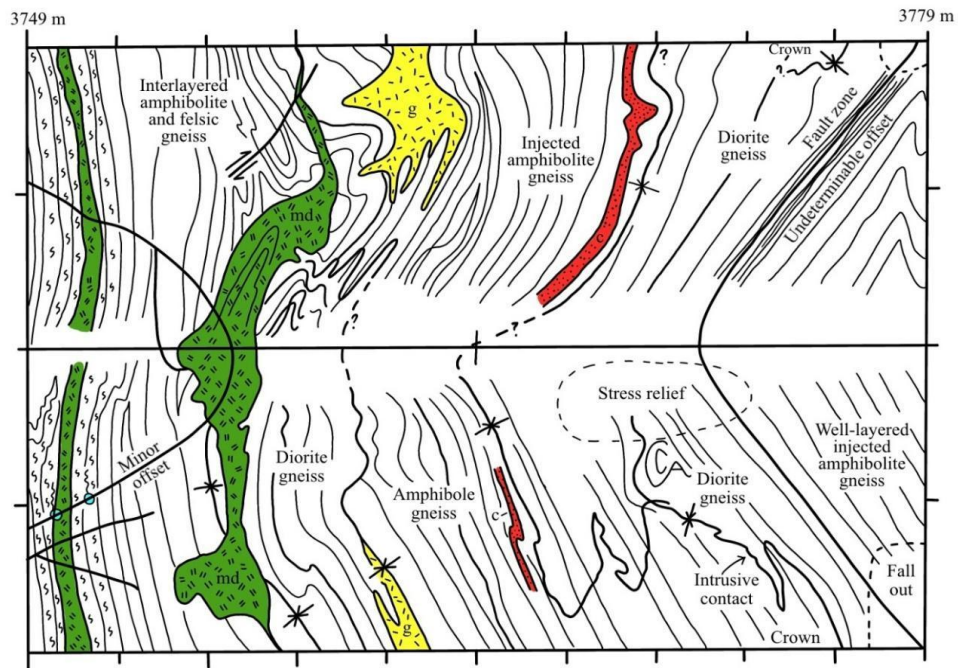 3749 m
3779 m
Crown
Interlayered
amphibolite
and felsic
gneiss
g
?
Injected
amphibolite
gneiss
Diorite
gneiss
Fault zone
Undeterminable offset
md
c
?
?
Stress relief
Minor
offset
Diorite
gneiss
Amphibole
gneiss
c
Diorite
gneiss
Well-layered
injected
amphibolite
gneiss
md
g
Intrusive
contact
Fall
out
Crown